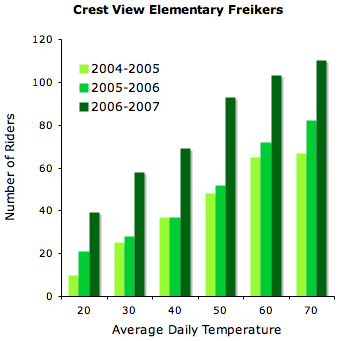 Crest View Elementary Freikers
120
100
80
60
40
20
0
Number of Riders
2004-2005
2005-2006
2006-2007
20 30 40 50 60 70
Average Daily Temperature